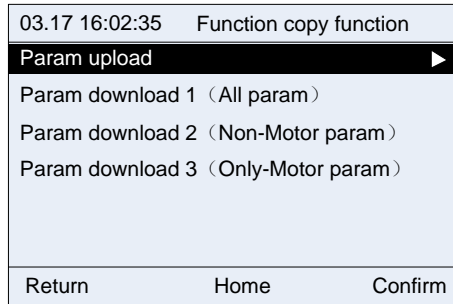 03.17 16:02:35 Function copy function
Param upload ▶
Param download 1（All param）
Param download 2（Non-Motor param）
Param download 3（Only-Motor param）
Return Home Confirm